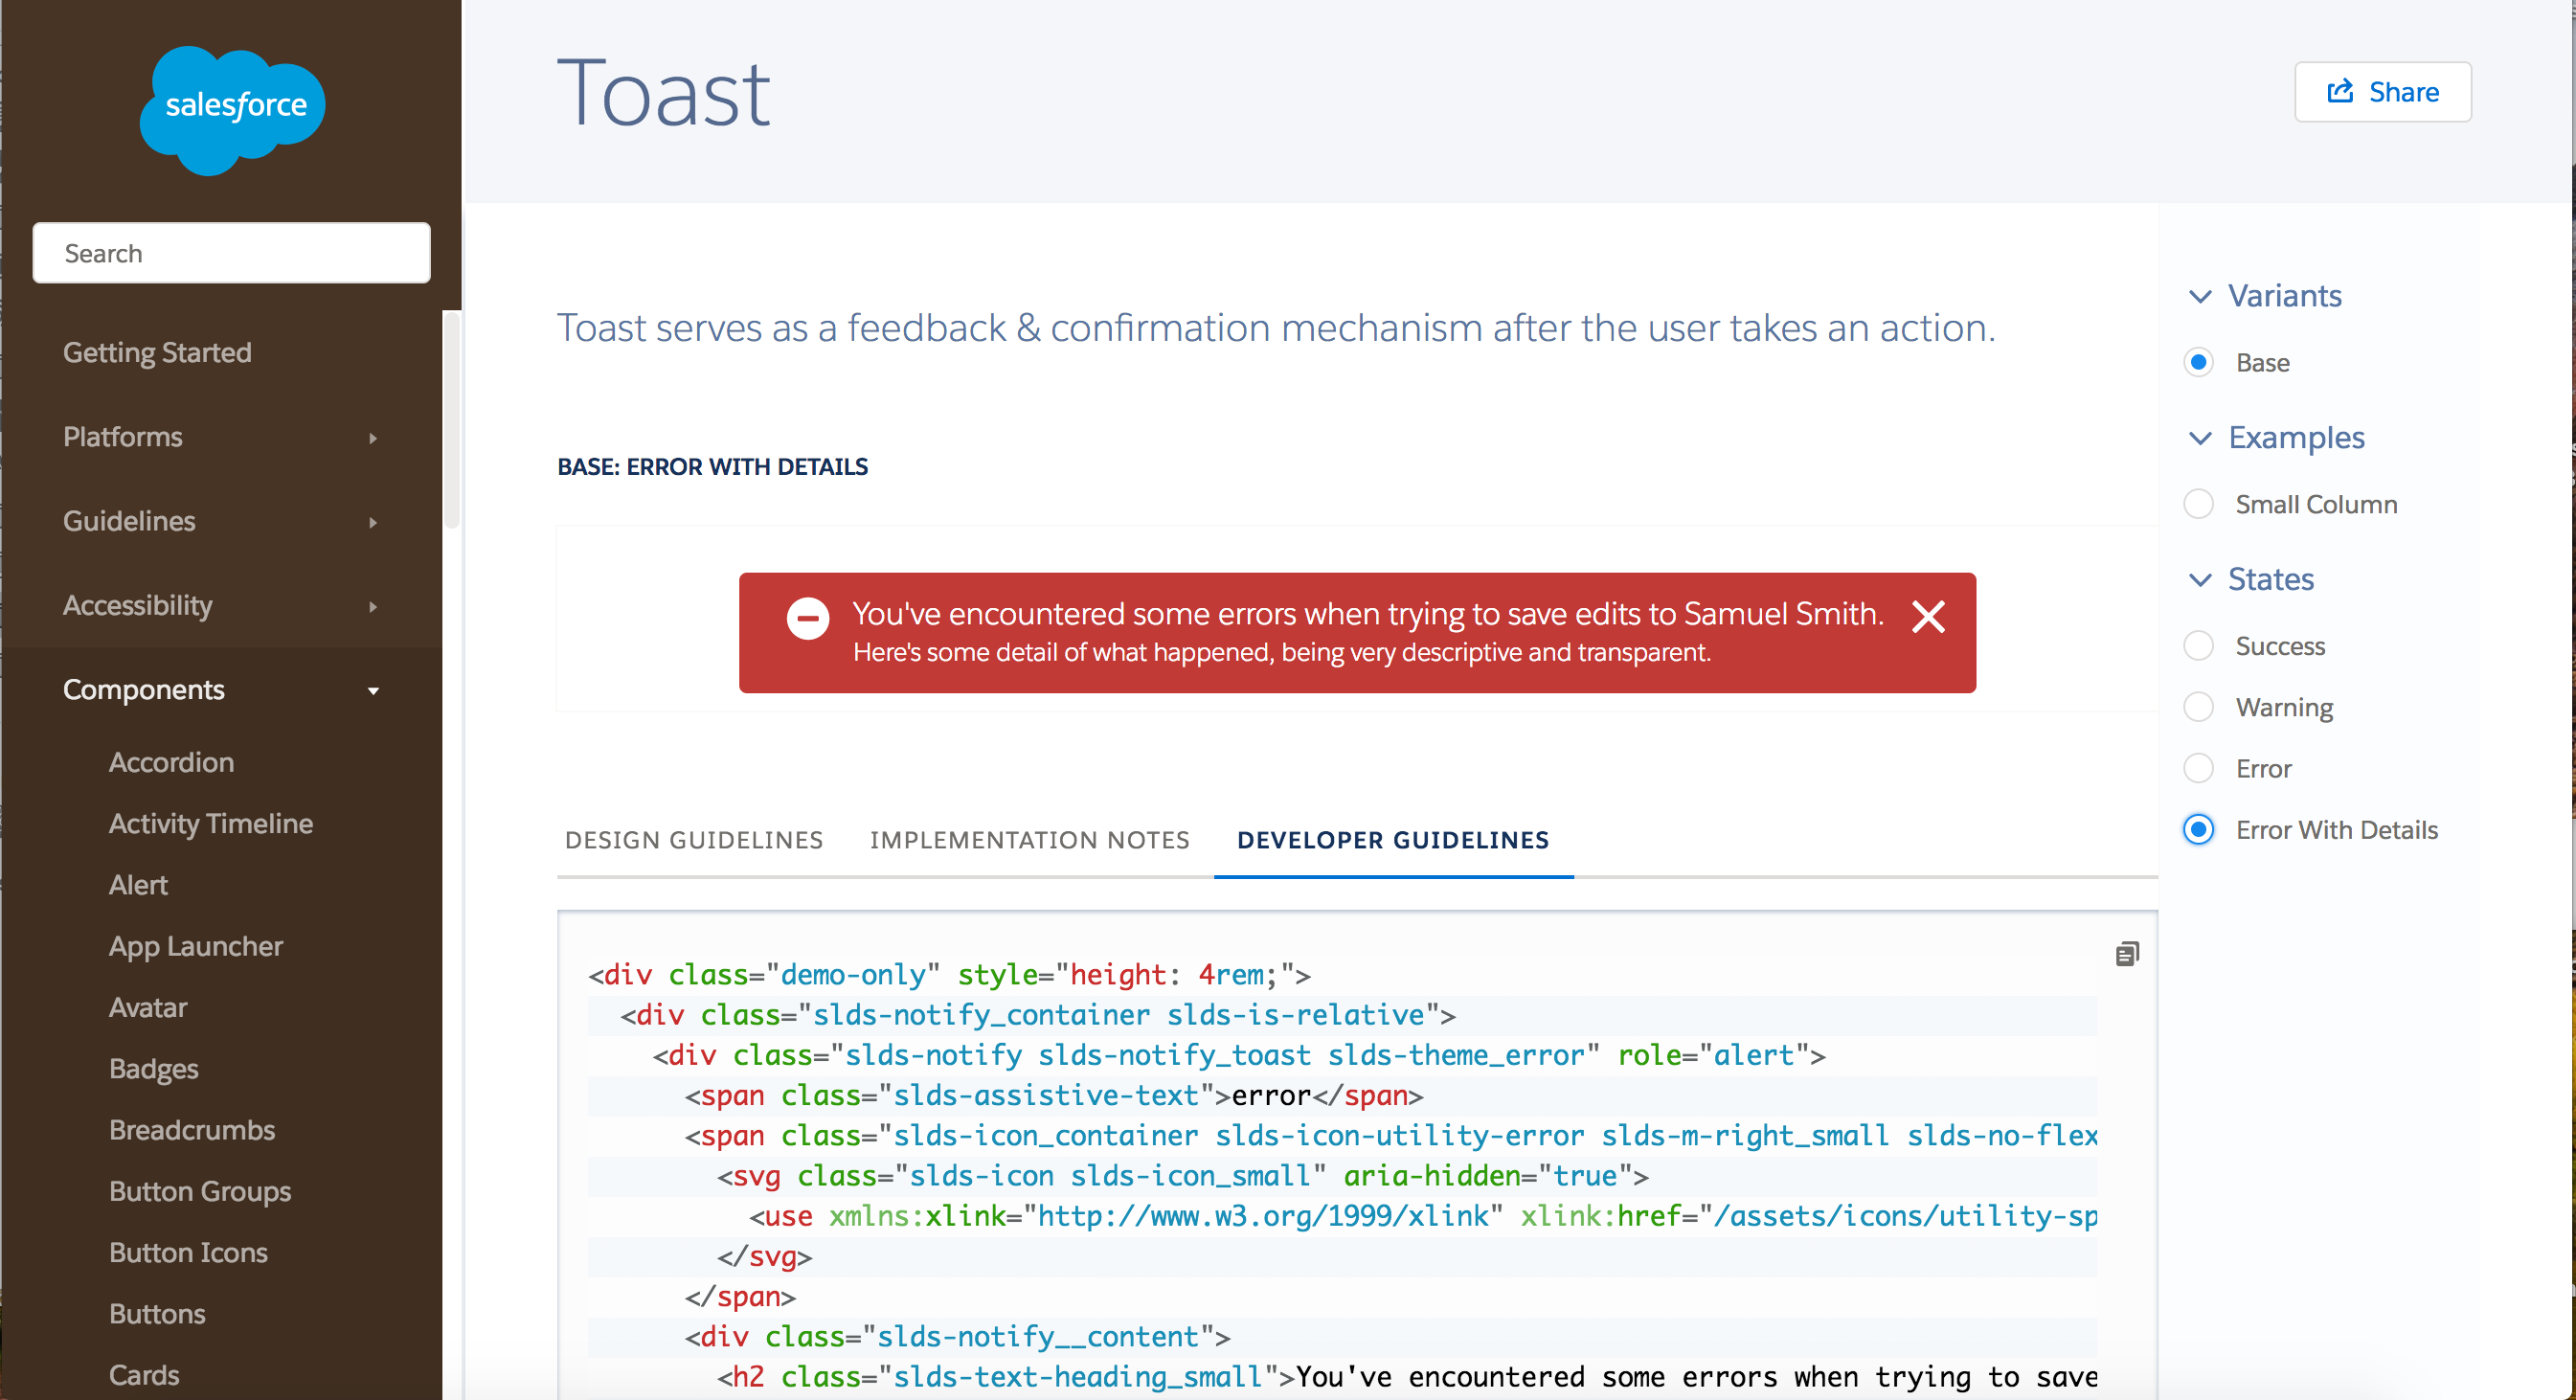 salesforce
Search
Getting Started
Platforms
Guidelines
Accessibility
Components
Accordion
Activity Timeline
Alert
App Launcher
Avatar
Badges
Breadcrumbs
Button Groups
Button Icons
Buttons
Cards
Toast
Share
Toast serves as a feedback & confirmation mechanism after the user takes an action.
BASE: ERROR WITH DETAILS
You've encountered some errors when trying to save edits to Samuel Smith.
Here's some detail of what happened, being very descriptive and transparent.
DESIGN GUIDELINES IMPLEMENTATION NOTES DEVELOPER GUIDELINES
<div class="demo-only" style="height: 4rem;">
<div class="slds-notify_container slds-is-relative">
<div class="slds-notify slds-notify_toast slds-theme_error" role="alert">
<span class="slds-assistive-text">error</span>
<span class="slds-icon_container slds-icon-utility-error slds-m-right_small slds-no-flex
<svg class="slds-icon slds-icon_small" aria-hidden="true">
<use xmlns:xlink="http://www.w3.org/1999/xlink" xlink:href="/assets/icons/utility-sp
</svg>
</span>
<div class="slds-notify__content">
<h2 class="slds-text-heading_small">You've encountered some errors when trying to save
Variants
Base
Examples
Small Column
States
Success
Warning
Error
Error With Details